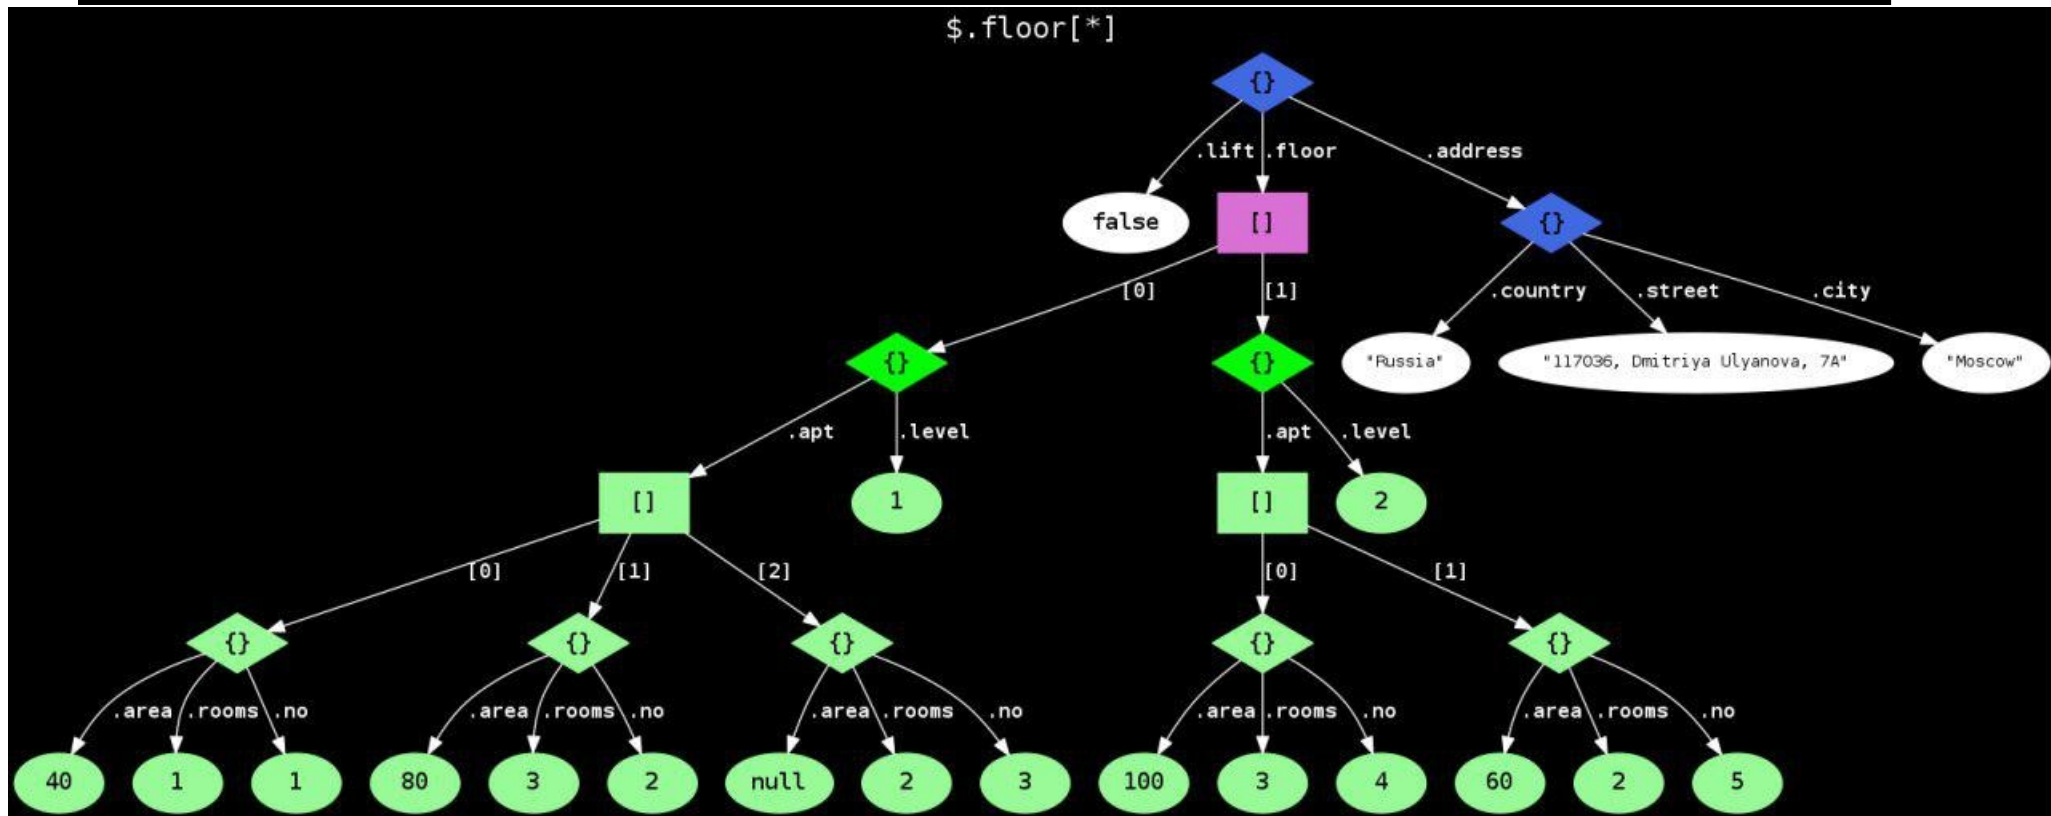 $.floor[*]
{}
.lift .floor .address
false [] {}
[0] [1] .country .street .city
{} {} "Russia" "117036, Dmitriya Ulyanova, 7A" "Moscow"
.apt .level .apt .level
[] 1 [] 2
[0] [1] [2] [0] [1]
{} {} {} {} {}
.area .rooms .no .area .rooms .no .area .rooms .no .area .rooms .no .area .rooms .no
40 1 1 80 3 2 null 2 3 100 3 4 60 2 5